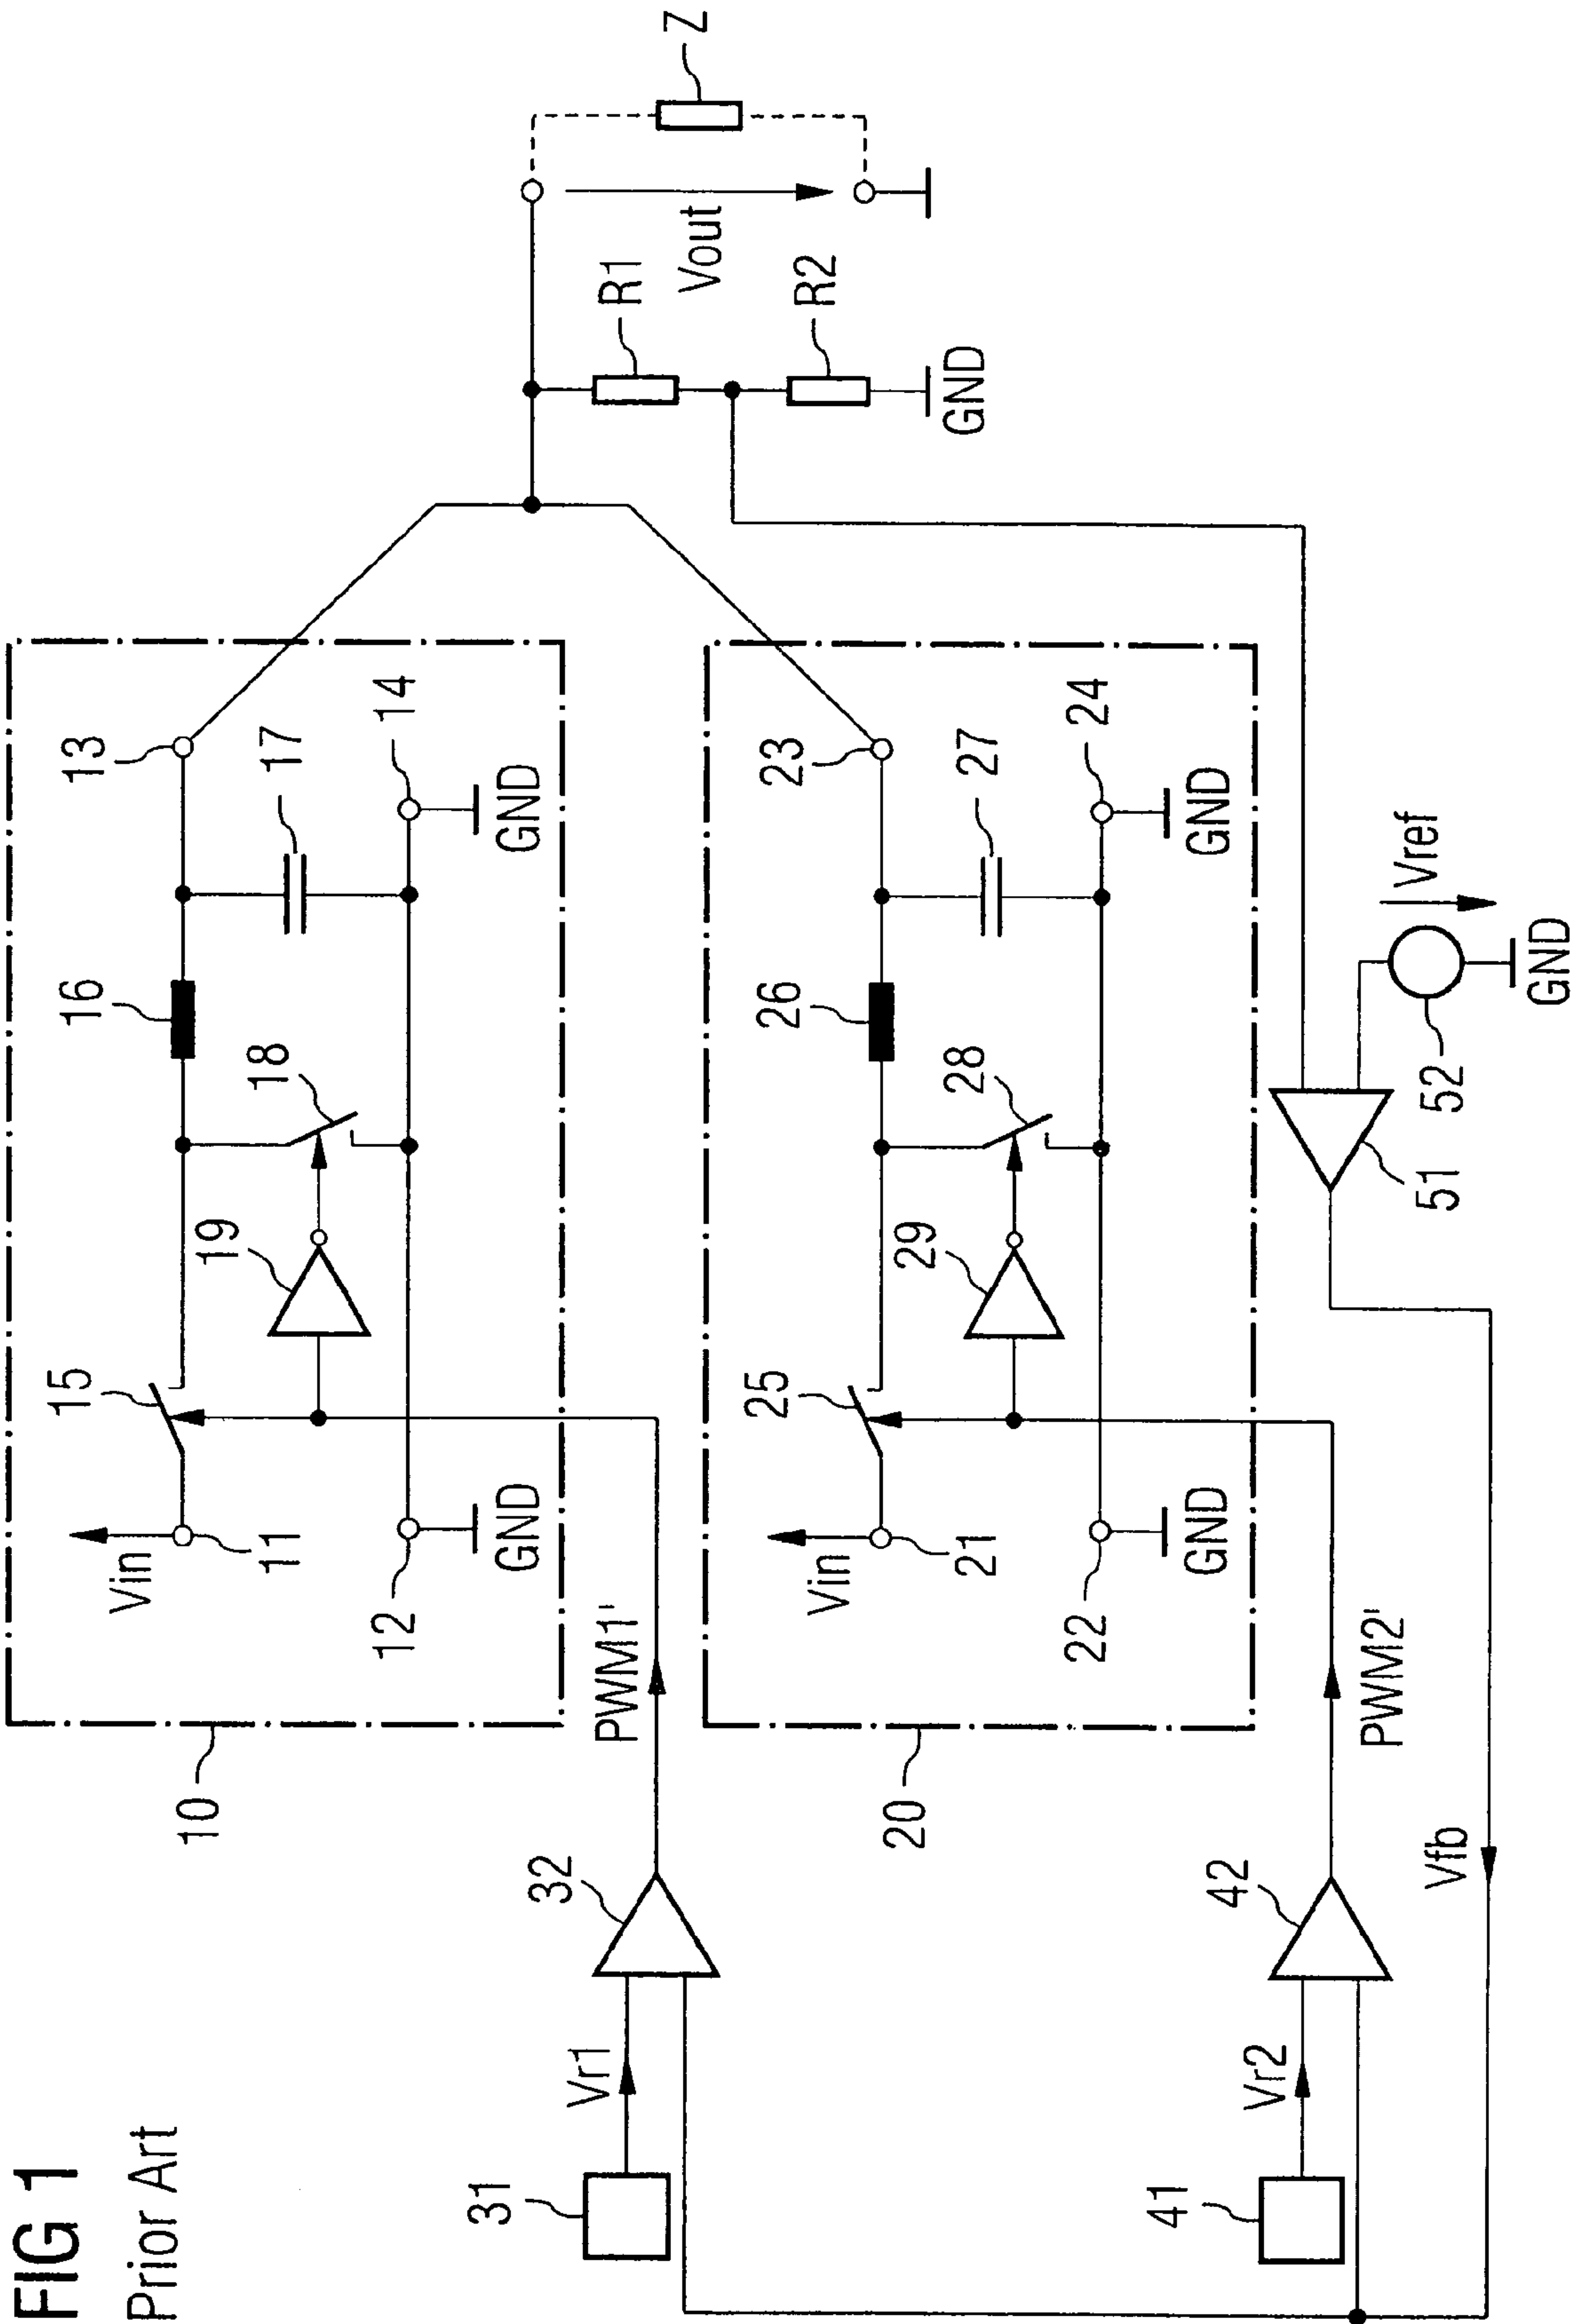 FIG 1
Prior Art
10
Vin
11
15
19
18
16
13
17
14
GND
12
GND
PWM1'
32
Vr1
31
Z
Vout
R1
R2
GND
20
Vin
21
25
29
28
26
23
27
24
GND
22
GND
PWM2'
42
Vr2
41
Vfb
51
52
Vref
GND